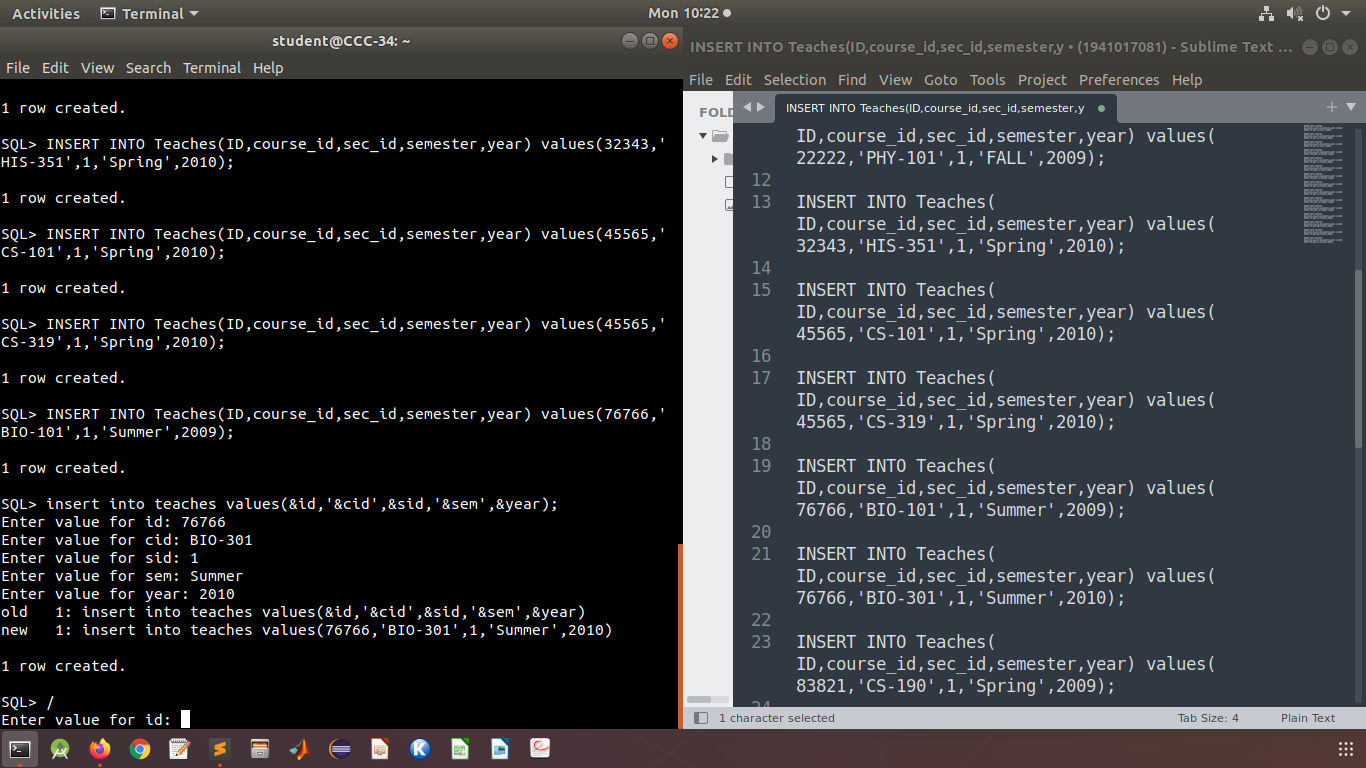 Activities Terminal Mon 10:22
student@CCC-34: ~
File Edit View Search Terminal Help
1 row created.
SQL> INSERT INTO Teaches(ID,course_id,sec_id,semester,year) values(32343,'
HIS-351',1,'Spring',2010);
1 row created.
SQL> INSERT INTO Teaches(ID,course_id,sec_id,semester,year) values(45565,'
CS-101',1,'Spring',2010);
1 row created.
SQL> INSERT INTO Teaches(ID,course_id,sec_id,semester,year) values(45565,'
CS-319',1,'Spring',2010);
1 row created.
SQL> INSERT INTO Teaches(ID,course_id,sec_id,semester,year) values(76766,'
BIO-101',1,'Summer',2009);
1 row created.
SQL> insert into teaches values(&id,'&cid',&sid,'&sem',&year);
Enter value for id: 76766
Enter value for cid: BIO-301
Enter value for sid: 1
Enter value for sem: Summer
Enter value for year: 2010
old   1: insert into teaches values(&id,'&cid',&sid,'&sem',&year)
new   1: insert into teaches values(76766,'BIO-301',1,'Summer',2010)
1 row created.
SQL> /
Enter value for id:
INSERT INTO Teaches(ID,course_id,sec_id,semester,y • (1941017081) - Sublime Text ...
File Edit Selection Find View Goto Tools Project Preferences Help
FOLD
INSERT INTO Teaches(ID,course_id,sec_id,semester,y
ID,course_id,sec_id,semester,year) values(
22222,'PHY-101',1,'FALL',2009);
12
13 INSERT INTO Teaches(
ID,course_id,sec_id,semester,year) values(
32343,'HIS-351',1,'Spring',2010);
14
15 INSERT INTO Teaches(
ID,course_id,sec_id,semester,year) values(
45565,'CS-101',1,'Spring',2010);
16
17 INSERT INTO Teaches(
ID,course_id,sec_id,semester,year) values(
45565,'CS-319',1,'Spring',2010);
18
19 INSERT INTO Teaches(
ID,course_id,sec_id,semester,year) values(
76766,'BIO-101',1,'Summer',2009);
20
21 INSERT INTO Teaches(
ID,course_id,sec_id,semester,year) values(
76766,'BIO-301',1,'Summer',2010);
22
23 INSERT INTO Teaches(
ID,course_id,sec_id,semester,year) values(
83821,'CS-190',1,'Spring',2009);
24
1 character selected Tab Size: 4 Plain Text